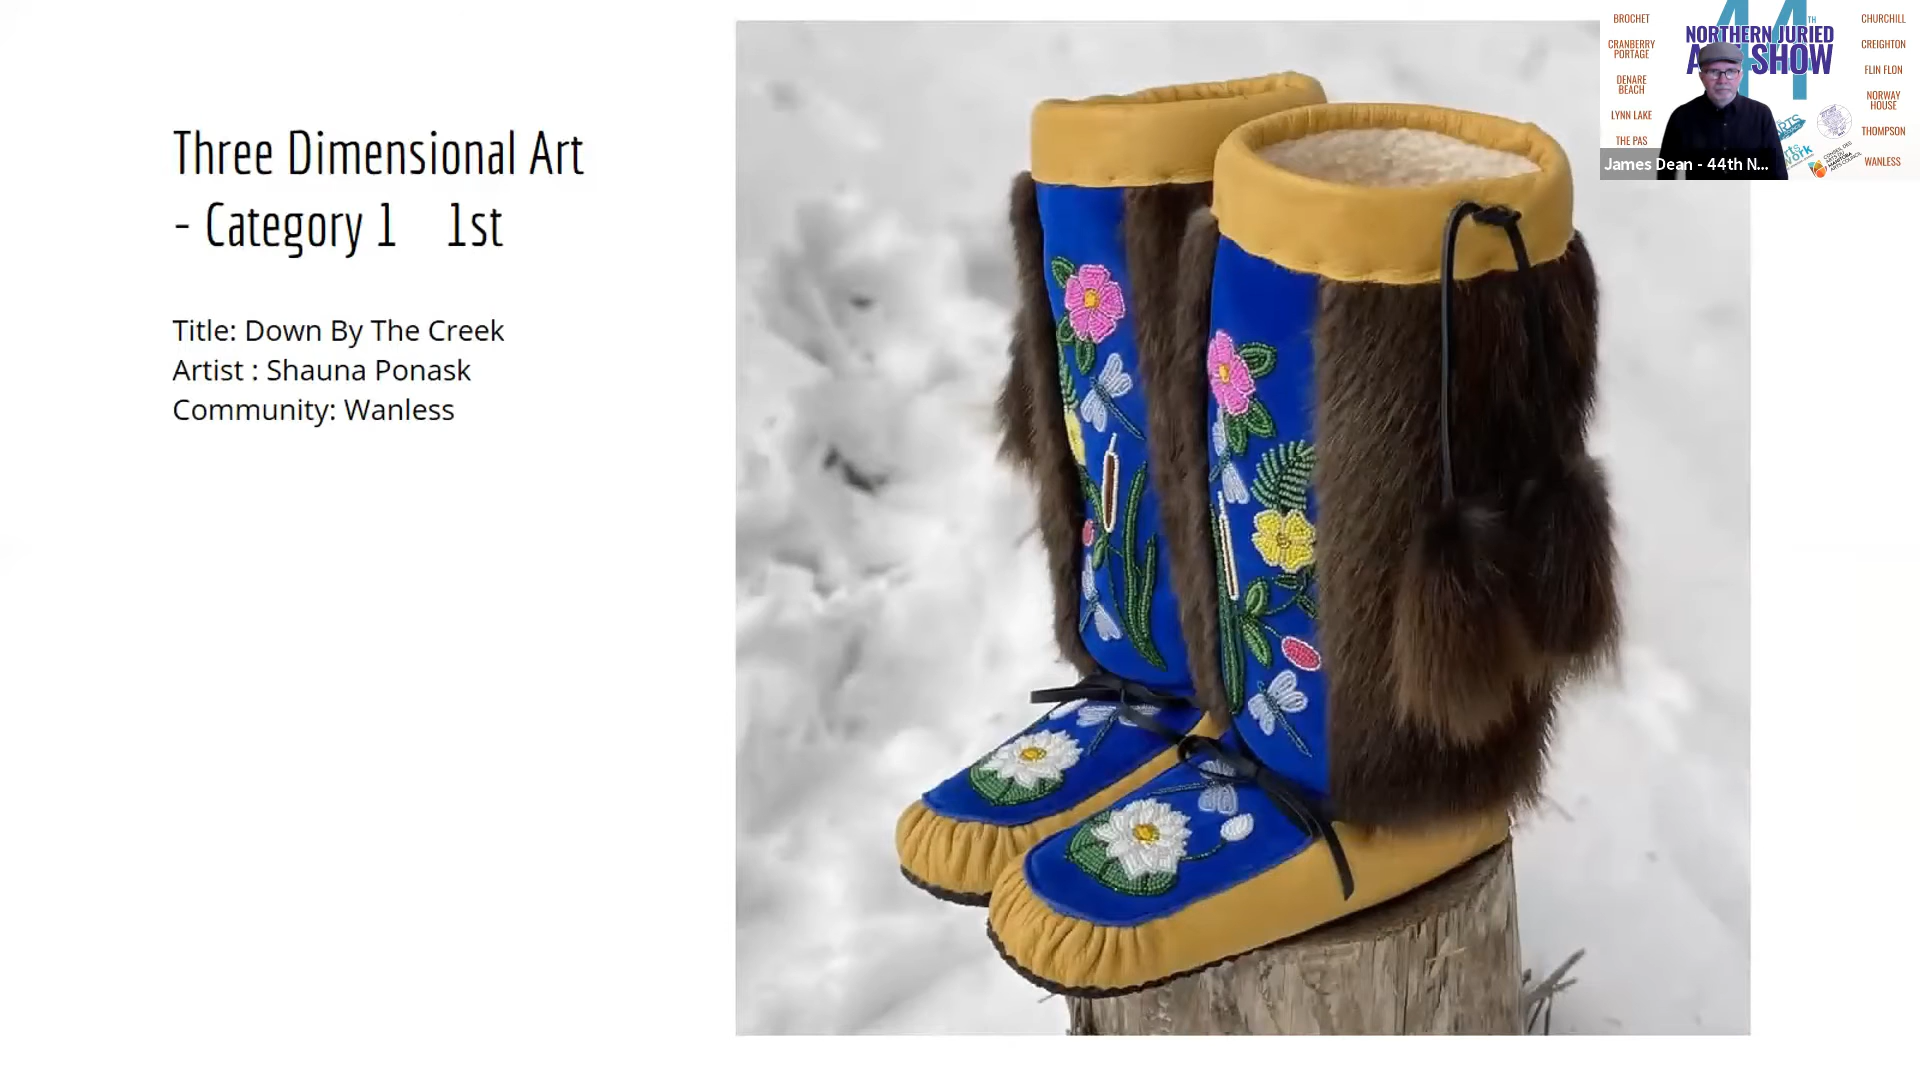 Three Dimensional Art
- Category 1 1st
Title: Down By The Creek
Artist : Shauna Ponask
Community: Wanless
BROCHET
CRANBERRY
PORTAGE
DENARE
BEACH
LYNN LAKE
THE PAS
44TH
NORTHERN JURIED
SHOW
CHURCHILL
CREIGHTON
FLIN FLON
NORWAY
HOUSE
THOMPSON
WANLESS
James Dean - 44th N...